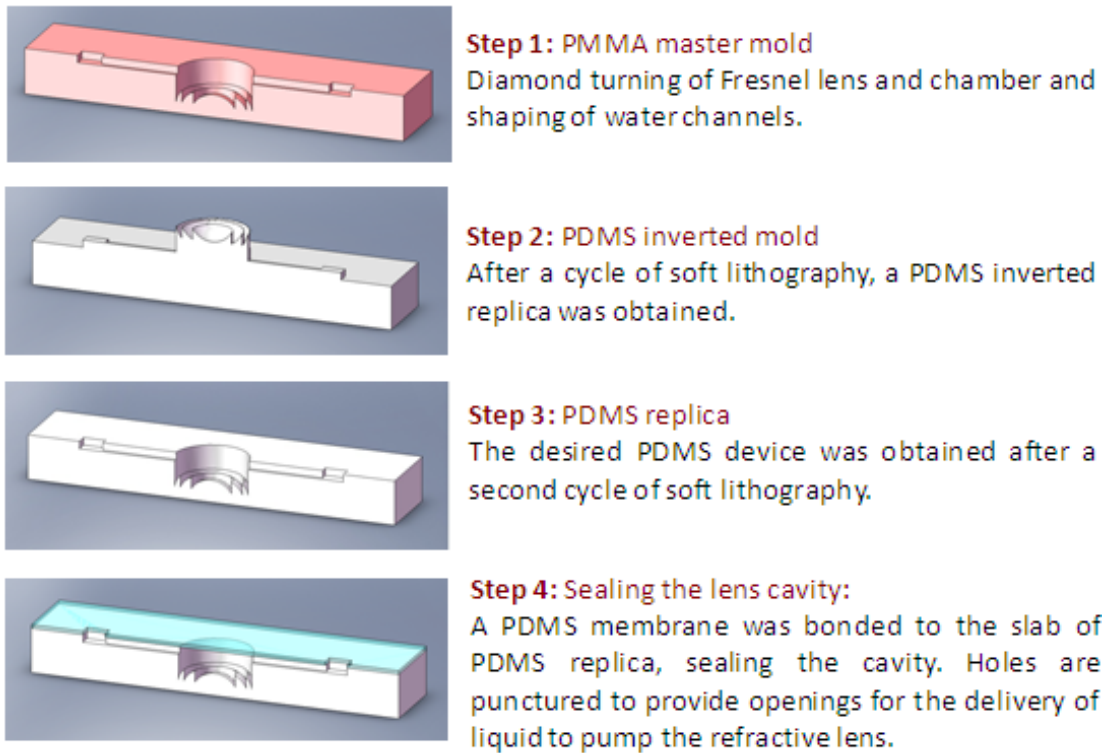 Step 1: PMMA master mold
Diamond turning of Fresnel lens and chamber and
shaping of water channels.
Step 2: PDMS inverted mold
After a cycle of soft lithography, a PDMS inverted
replica was obtained.
Step 3: PDMS replica
The desired PDMS device was obtained after a
second cycle of soft lithography.
Step 4: Sealing the lens cavity:
A PDMS membrane was bonded to the slab of
PDMS replica, sealing the cavity. Holes are
punctured to provide openings for the delivery of
liquid to pump the refractive lens.